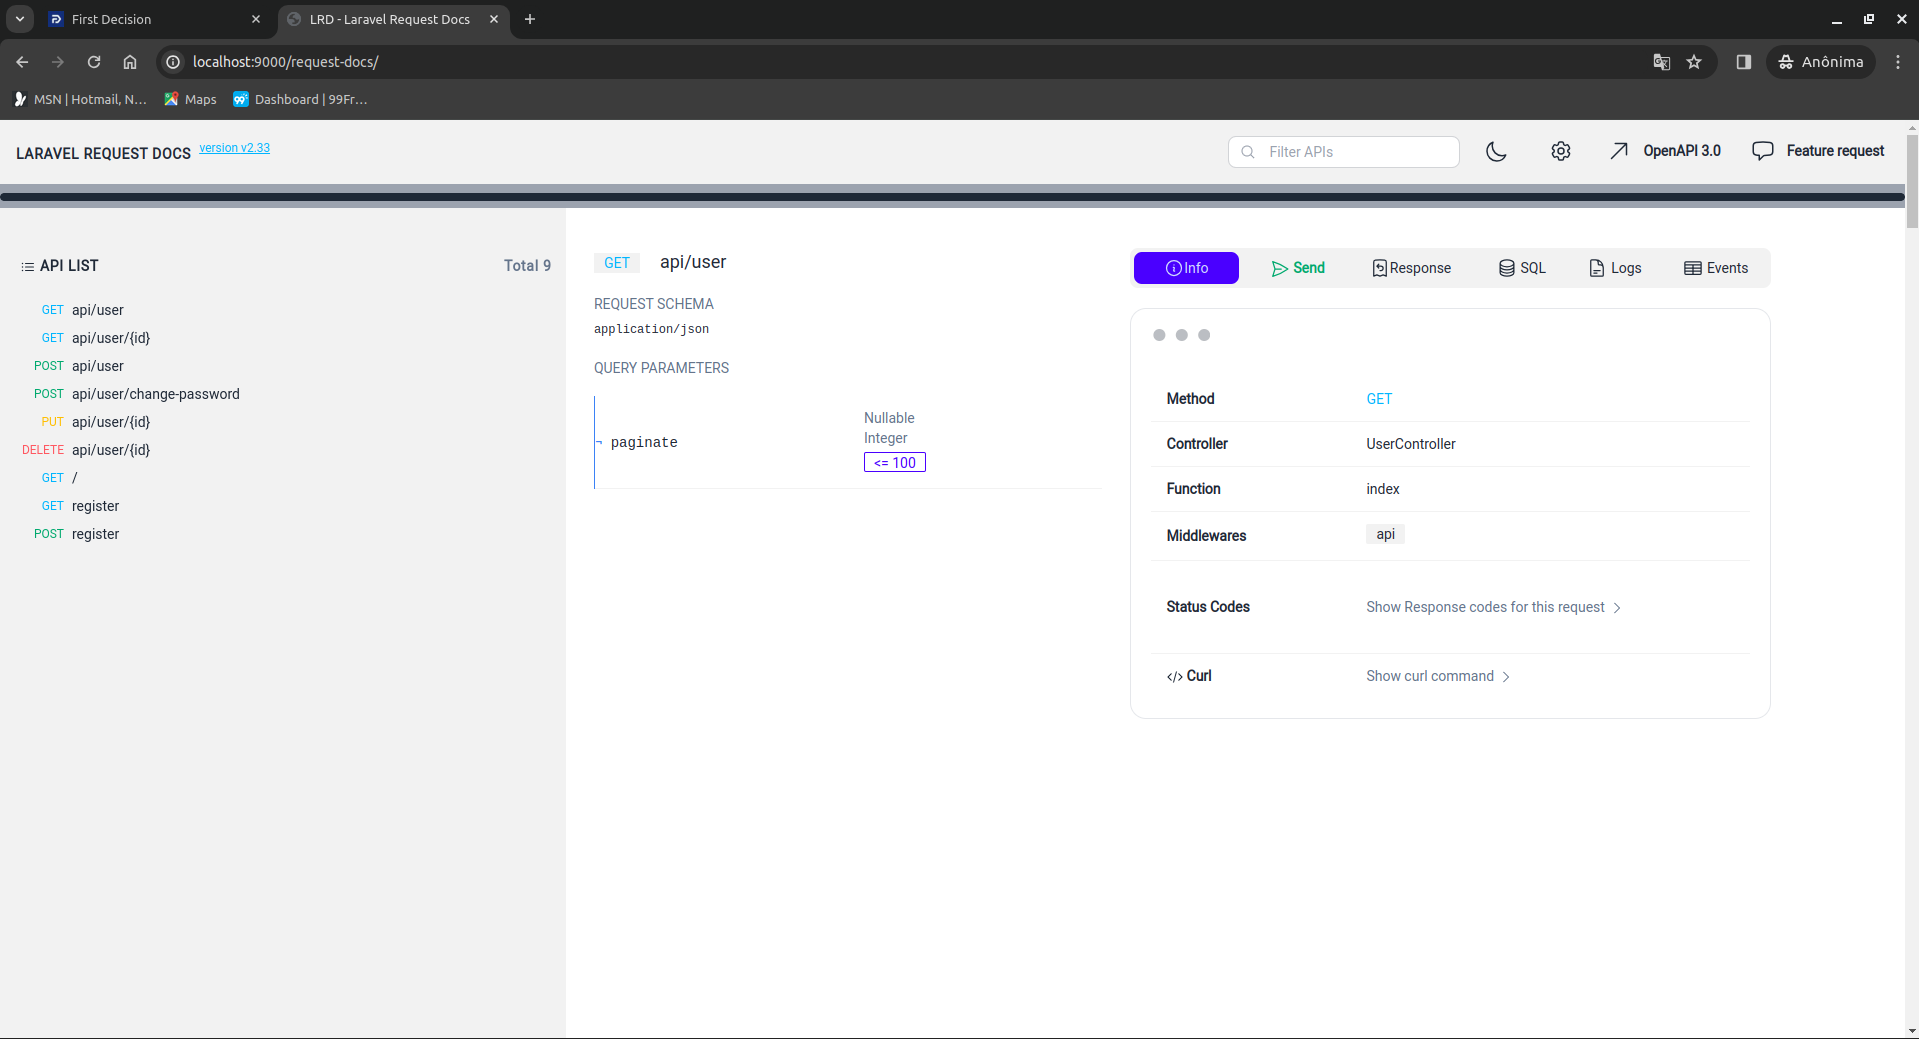 First Decision
LRD - Laravel Request Docs
localhost:9000/request-docs/
Anônima
MSN | Hotmail, N...
Maps
Dashboard | 99Fr...
LARAVEL REQUEST DOCS version v2.33
Filter APIs
OpenAPI 3.0
Feature request
API LIST
Total 9
GET api/user
GET api/user/{id}
POST api/user
POST api/user/change-password
PUT api/user/{id}
DELETE api/user/{id}
GET /
GET register
POST register
GET api/user
REQUEST SCHEMA
application/json
QUERY PARAMETERS
¬ paginate
Nullable
Integer
<= 100
Info
Send
Response
SQL
Logs
Events
Method GET
Controller UserController
Function index
Middlewares api
Status Codes Show Response codes for this request
Curl Show curl command